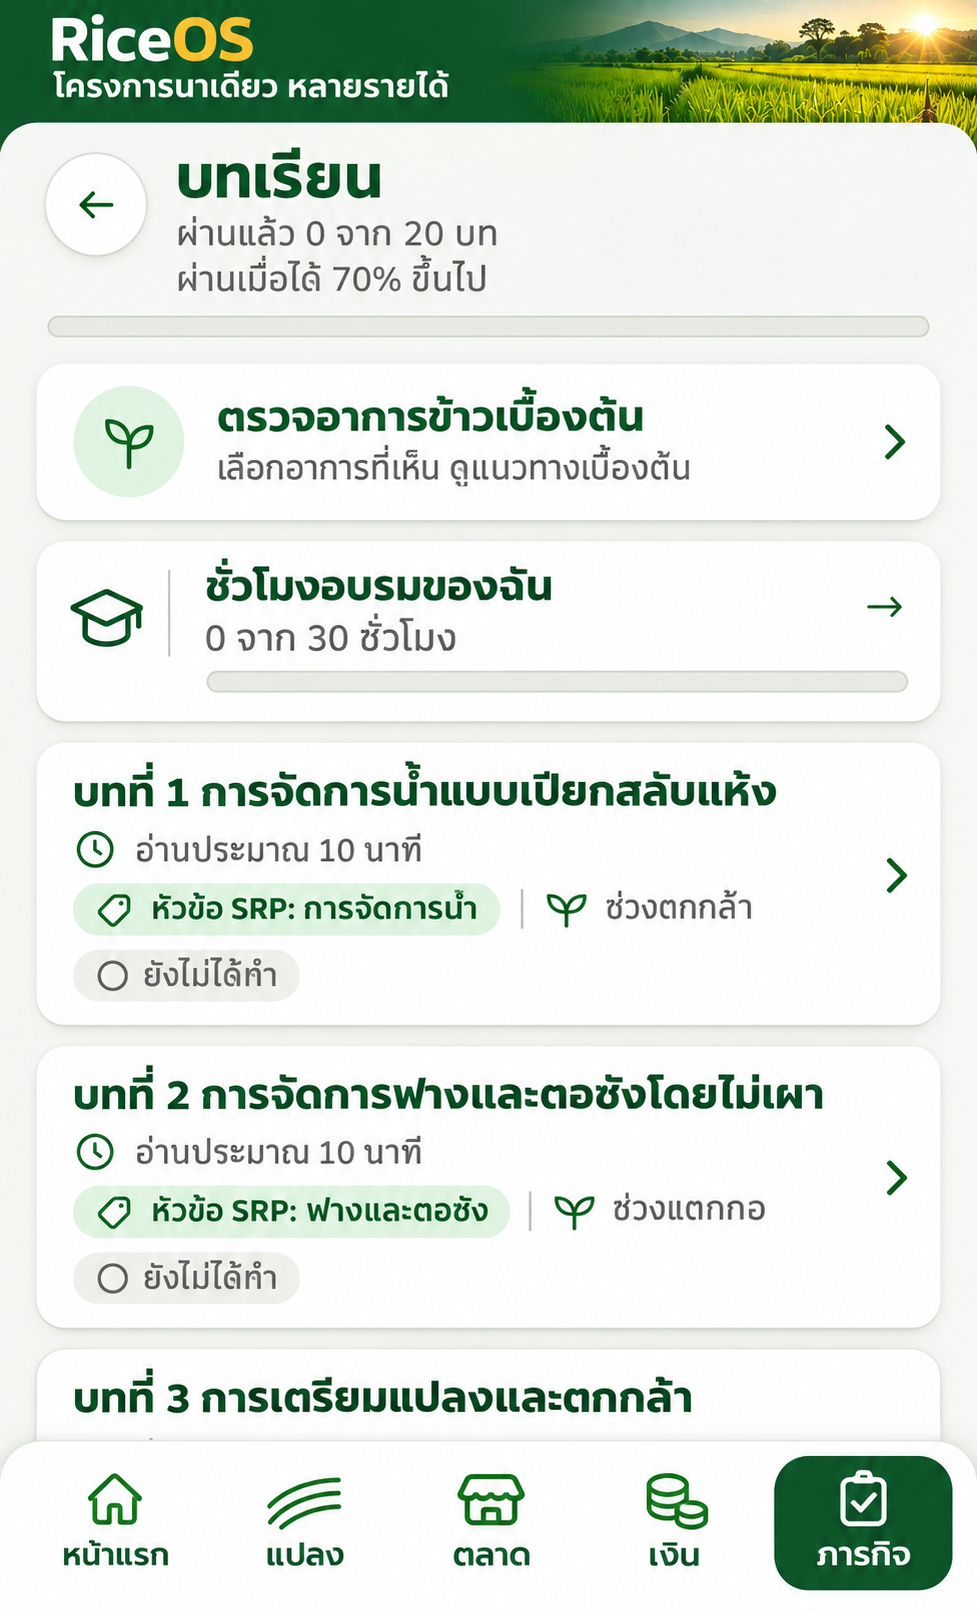 RiceOS
โครงการนาเดียว หลายรายได้
บทเรียน
ผ่านแล้ว 0 จาก 20 บท
ผ่านเมื่อได้ 70% ขึ้นไป
ตรวจอาการข้าวเบื้องต้น
เลือกอาการที่เห็น ดูแนวทางเบื้องต้น
ชั่วโมงอบรมของฉัน
0 จาก 30 ชั่วโมง
บทที่ 1 การจัดการน้ำแบบเปียกสลับแห้ง
อ่านประมาณ 10 นาที
หัวข้อ SRP: การจัดการน้ำ ช่วงตกกล้า
ยังไม่ได้ทำ
บทที่ 2 การจัดการฟางและตอซังโดยไม่เผา
อ่านประมาณ 10 นาที
หัวข้อ SRP: ฟางและตอซัง ช่วงแตกกอ
ยังไม่ได้ทำ
บทที่ 3 การเตรียมแปลงและตกกล้า
หน้าแรก แปลง ตลาด เงิน ภารกิจ